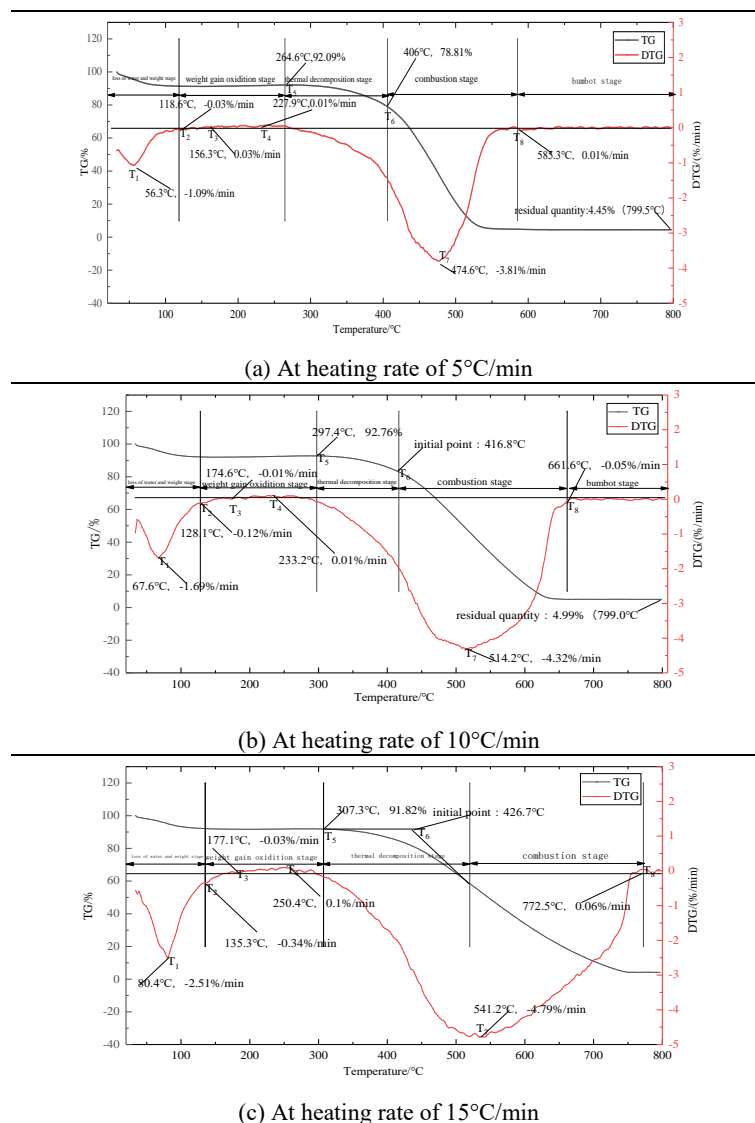 264.6℃,92.09%
406℃, 78.81%
TG
DTG
loss of water and weight stage
weight gain oxidition stage
thermal decomposition stage
combustion stage
bumbot stage
118.6℃, -0.03%/min
227.9℃,0.01%/min
T5
T6
T2
T3
T4
T8
156.3℃, 0.03%/min
585.3℃, 0.01%/min
T1
56.3℃, -1.09%/min
residual quantity:4.45% (799.5℃)
T7
474.6℃, -3.81%/min
120
100
80
60
40
20
0
-20
-40
TG/%
3
2
1
0
-1
-2
-3
-4
-5
DTG/(%/min)
100 200 300 400 500 600 700 800
Temperature/℃
(a) At heating rate of 5°C/min
TG
DTG
297.4℃, 92.76%
initial point : 416.8℃
661.6℃, -0.05%/min
T5
T6
174.6℃, -0.01%/min
loss of water and weight stage
weight gain oxidition stage
thermal decomposition stage
combustion stage
bumbot stage
T2
T3
T4
T8
128.1℃, -0.12%/min
233.2℃, 0.01%/min
T1
67.6℃, -1.69%/min
residual quantity : 4.99% (799.0℃
T7
514.2℃, -4.32%/min
120
100
80
60
40
20
0
-20
-40
TG/%
3
2
1
0
-1
-2
-3
-4
-5
DTG/(%/min)
100 200 300 400 500 600 700 800
Temperature/℃
(b) At heating rate of 10°C/min
TG
DTG
307.3℃, 91.82%
initial point : 426.7℃
T5
T6
177.1℃, -0.03%/min
Loss of water and weight stage
weight gain oxidition stage
thermal decomposition stage
combustion stage
T2
T3
T4
T8
250.4℃, 0.1%/min
772.5℃, 0.06%/min
135.3℃, -0.34%/min
T1
80.4℃, -2.51%/min
541.2℃, -4.79%/min
T7
120
100
80
60
40
20
0
-20
-40
TG/%
3
2
1
0
-1
-2
-3
-4
-5
DTG/(%/min)
100 200 300 400 500 600 700 800
Temperature/℃
(c) At heating rate of 15°C/min